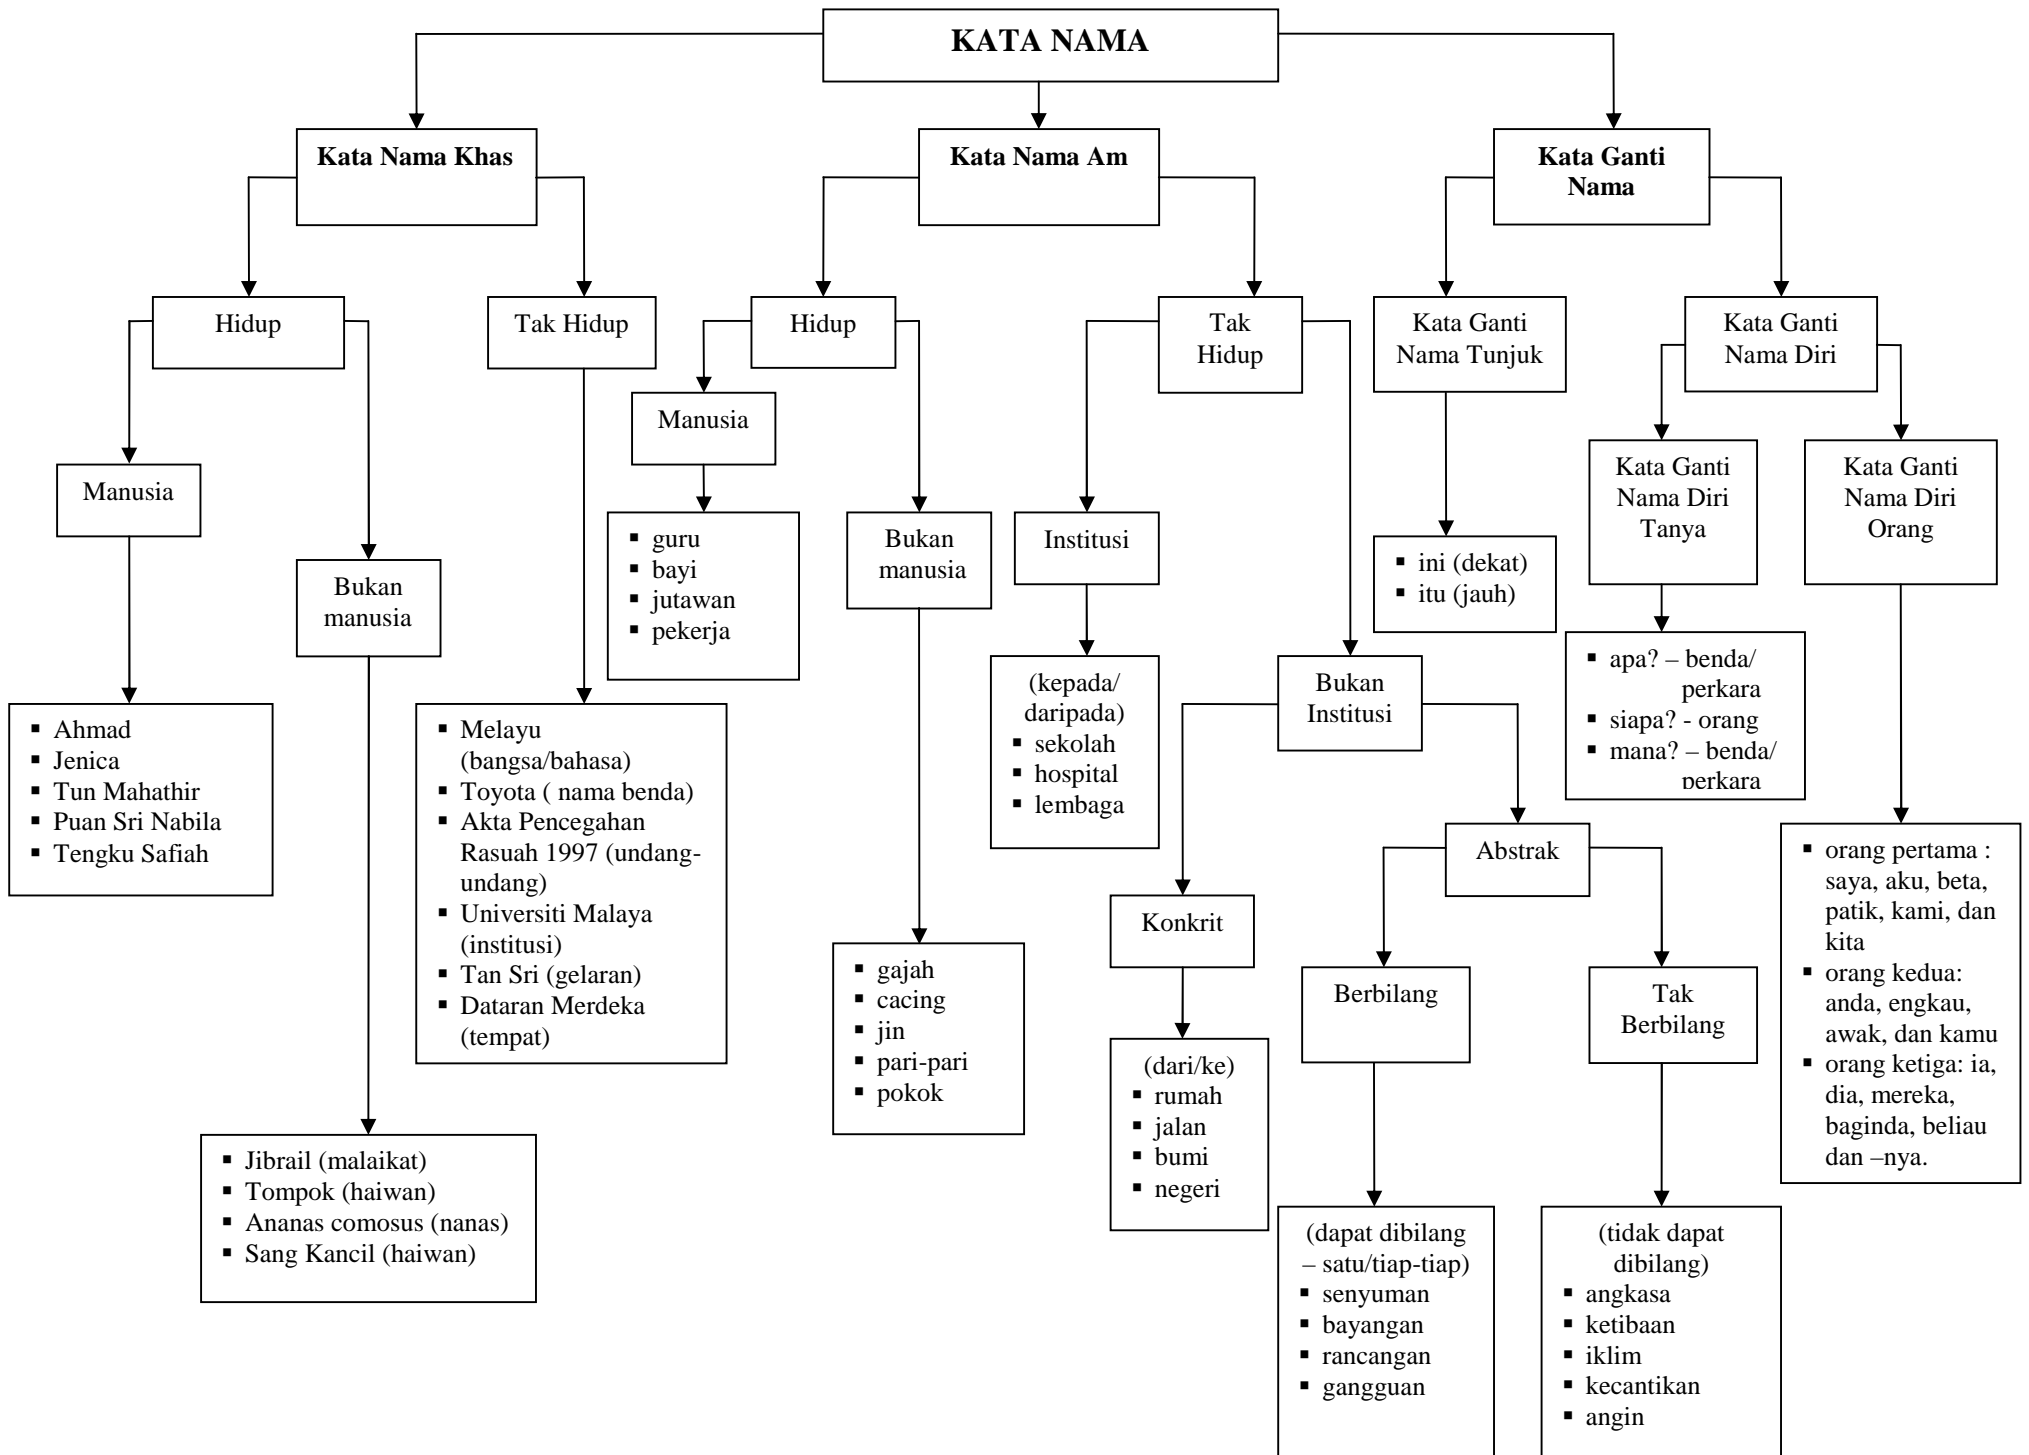 KATA NAMA
Kata Nama Khas
Kata Nama Am
Kata Ganti
Nama
Hidup
Tak Hidup
Hidup
Tak
Hidup
Kata Ganti
Nama Tunjuk
Kata Ganti
Nama Diri
Manusia
Bukan
manusia
Manusia
Bukan
manusia
Institusi
Bukan
Institusi
Kata Ganti
Nama Diri
Tanya
Kata Ganti
Nama Diri
Orang
▪ Ahmad
▪ Jenica
▪ Tun Mahathir
▪ Puan Sri Nabila
▪ Tengku Safiah
▪ Jibrail (malaikat)
▪ Tompok (haiwan)
▪ Ananas comosus (nanas)
▪ Sang Kancil (haiwan)
▪ Melayu
(bangsa/bahasa)
▪ Toyota ( nama benda)
▪ Akta Pencegahan
Rasuah 1997 (undang-
undang)
▪ Universiti Malaya
(institusi)
▪ Tan Sri (gelaran)
▪ Dataran Merdeka
(tempat)
▪ guru
▪ bayi
▪ jutawan
▪ pekerja
▪ gajah
▪ cacing
▪ jin
▪ pari-pari
▪ pokok
(kepada/
daripada)
▪ sekolah
▪ hospital
▪ lembaga
Konkrit
Abstrak
(dari/ke)
▪ rumah
▪ jalan
▪ bumi
▪ negeri
Berbilang
Tak
Berbilang
(dapat dibilang
– satu/tiap-tiap)
▪ senyuman
▪ bayangan
▪ rancangan
▪ gangguan
(tidak dapat
dibilang)
▪ angkasa
▪ ketibaan
▪ iklim
▪ kecantikan
▪ angin
▪ ini (dekat)
▪ itu (jauh)
▪ apa? – benda/
perkara
▪ siapa? - orang
▪ mana? – benda/
perkara
▪ orang pertama :
saya, aku, beta,
patik, kami, dan
kita
▪ orang kedua:
anda, engkau,
awak, dan kamu
▪ orang ketiga: ia,
dia, mereka,
baginda, beliau
dan –nya.